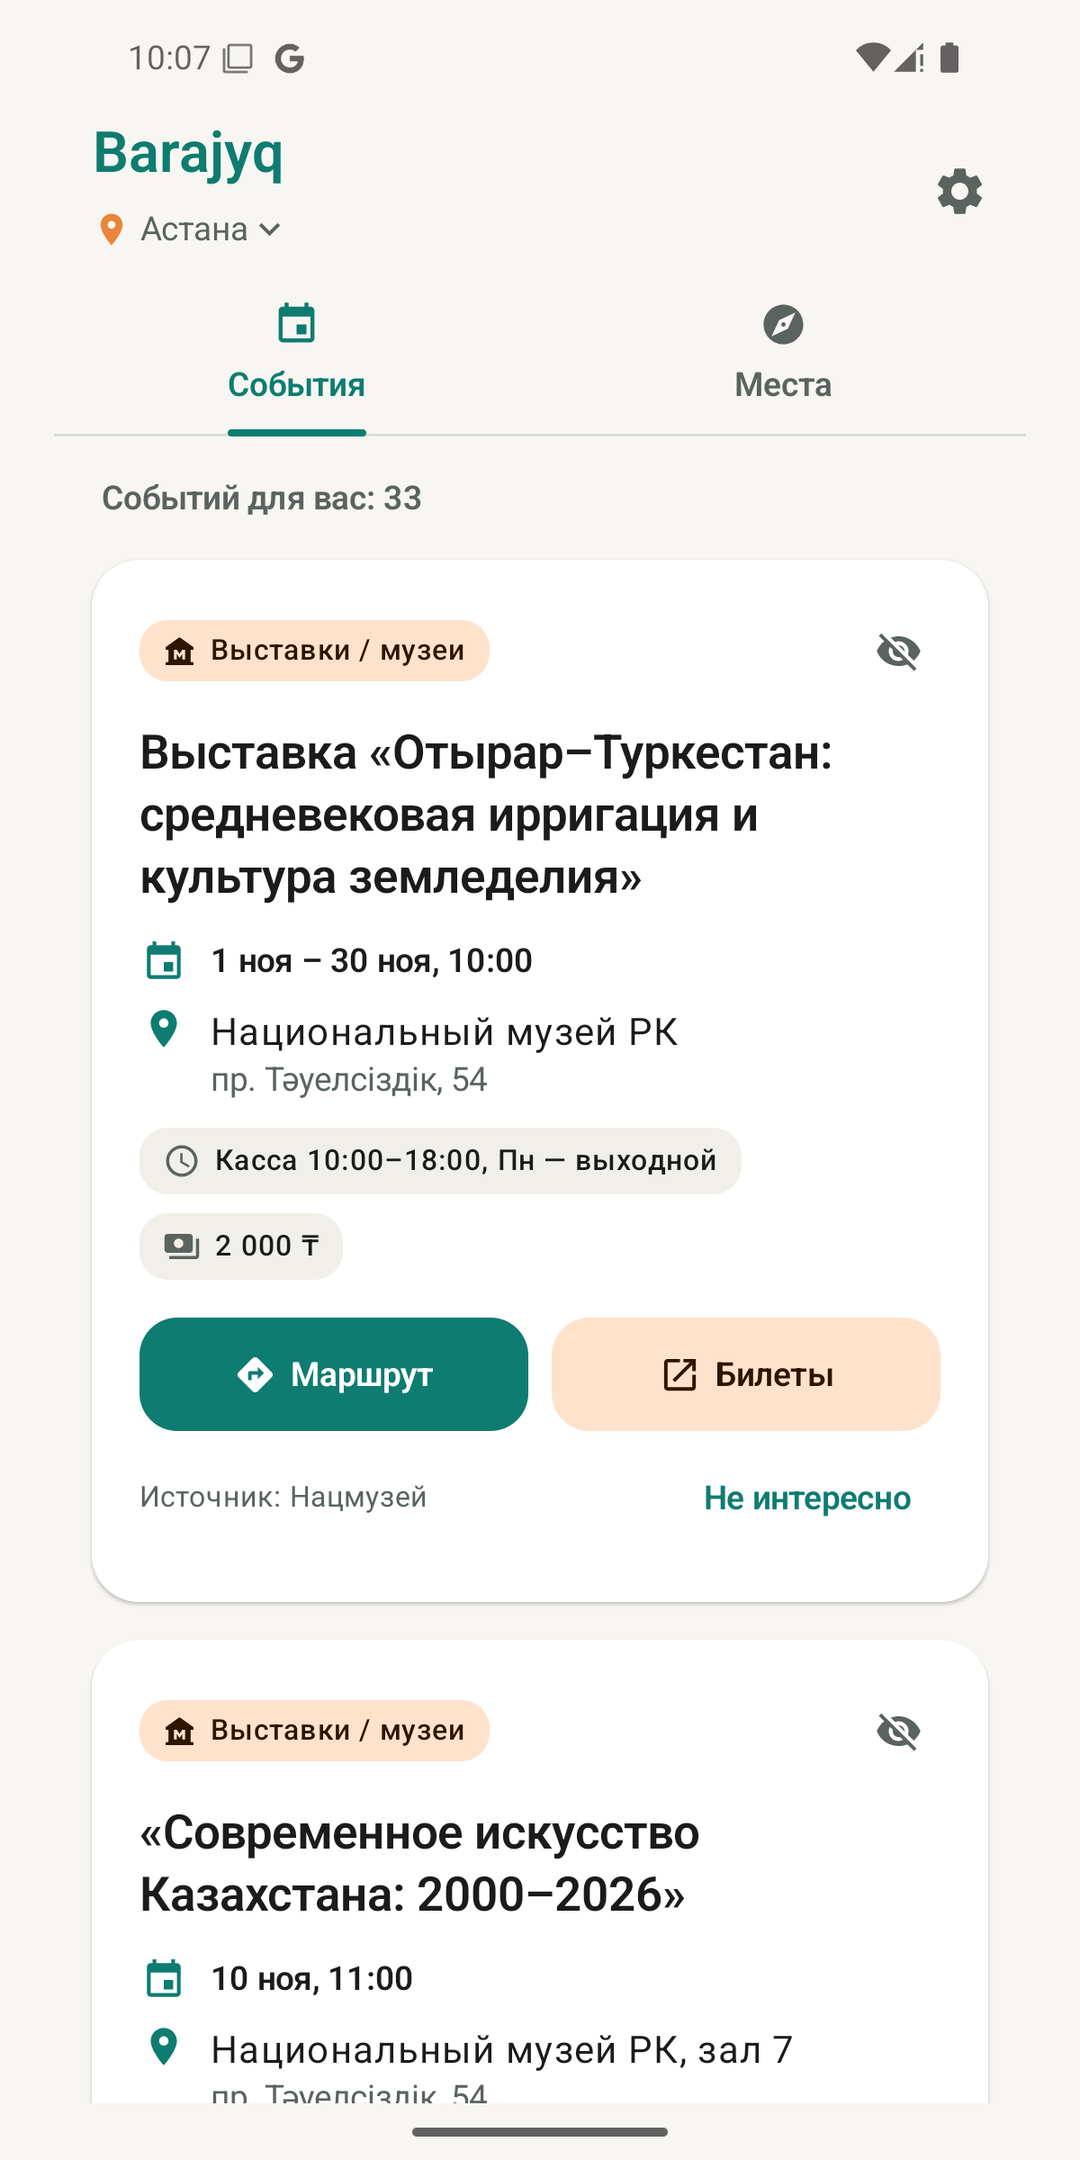 10:07
Barajyq
Астана
События
Места
Событий для вас: 33
Выставки / музеи
Выставка «Отырар–Туркестан:
средневековая ирригация и
культура земледелия»
1 ноя – 30 ноя, 10:00
Национальный музей РК
пр. Тәуелсіздік, 54
Касса 10:00–18:00, Пн — выходной
2 000 ₸
Маршрут
Билеты
Источник: Нацмузей
Не интересно
Выставки / музеи
«Современное искусство
Казахстана: 2000–2026»
10 ноя, 11:00
Национальный музей РК, зал 7
пр. Тәуелсіздік, 54